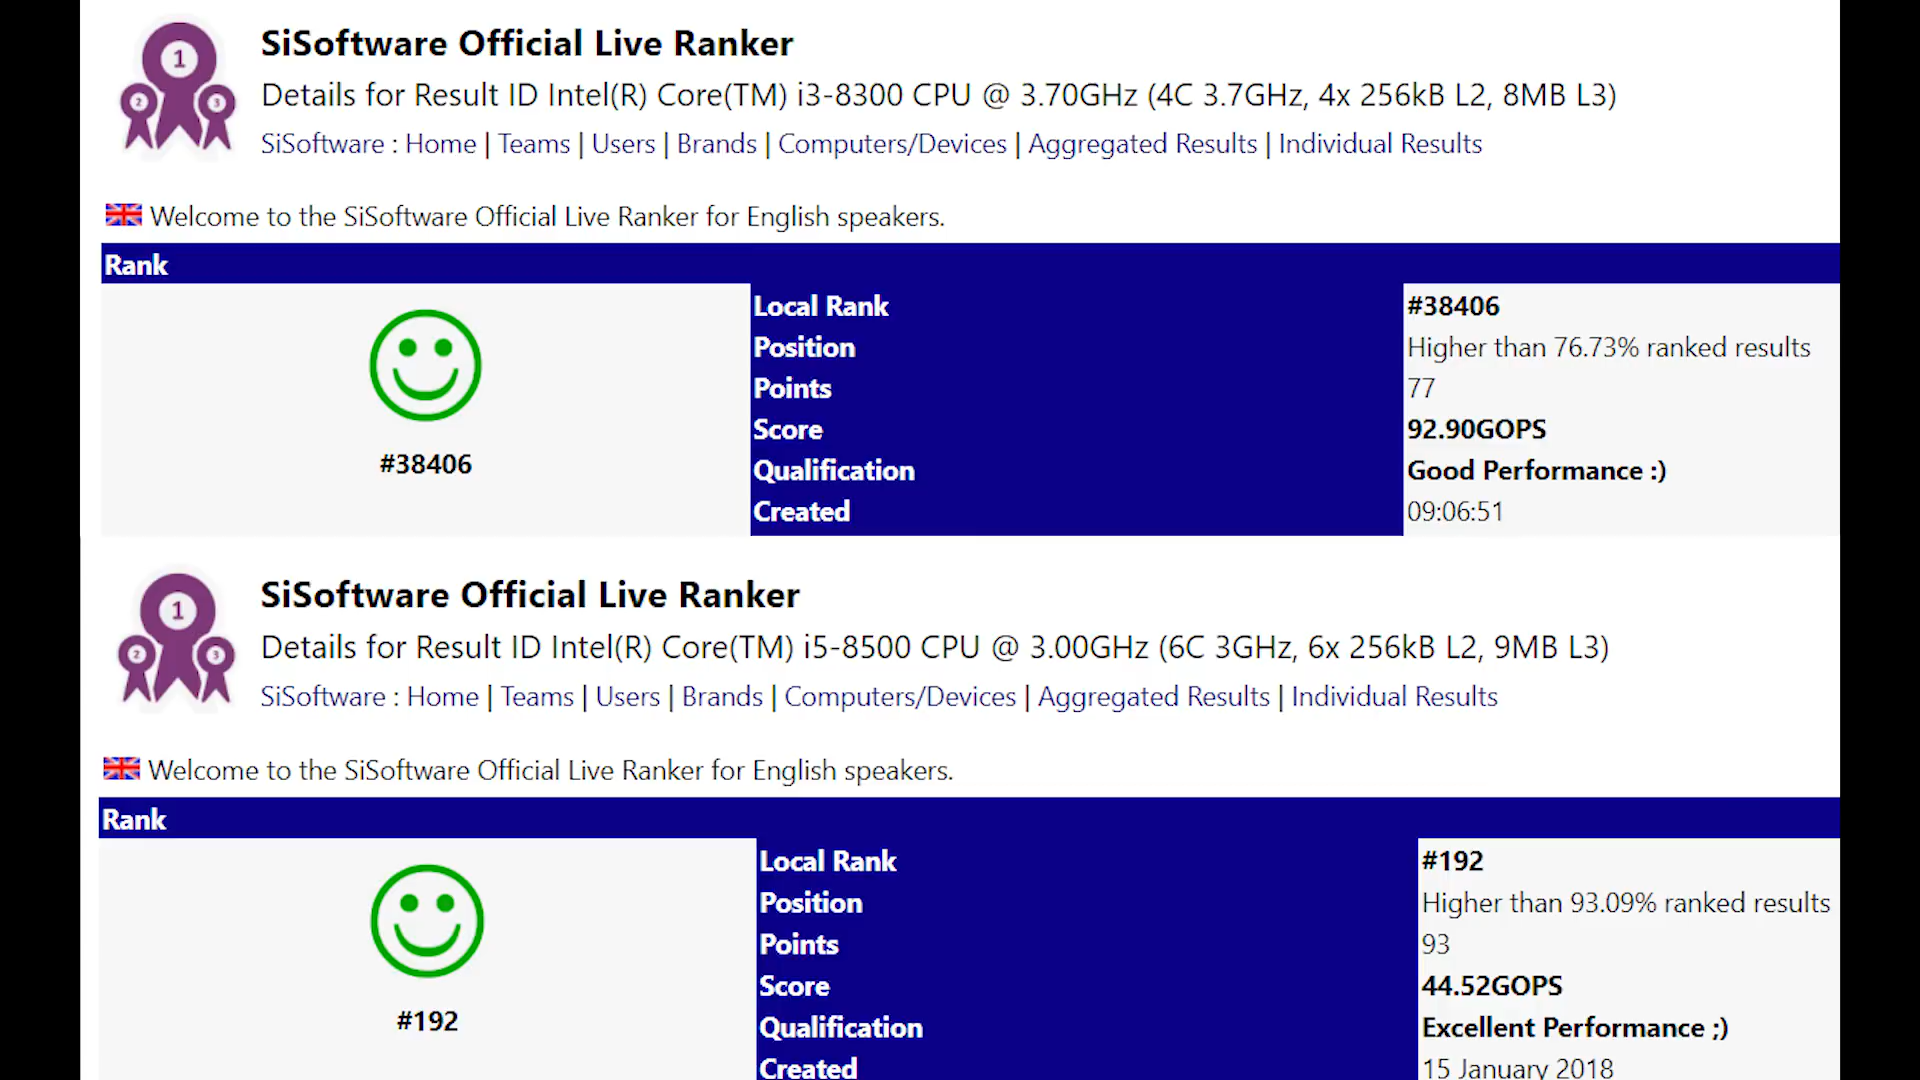 1
2
3
SiSoftware Official Live Ranker
Details for Result ID Intel(R) Core(TM) i3-8300 CPU @ 3.70GHz (4C 3.7GHz, 4x 256kB L2, 8MB L3)
SiSoftware : Home | Teams | Users | Brands | Computers/Devices | Aggregated Results | Individual Results
Welcome to the SiSoftware Official Live Ranker for English speakers.
Rank
#38406
Local Rank #38406
Position Higher than 76.73% ranked results
Points 77
Score 92.90GOPS
Qualification Good Performance :)
Created 09:06:51
1
2
3
SiSoftware Official Live Ranker
Details for Result ID Intel(R) Core(TM) i5-8500 CPU @ 3.00GHz (6C 3GHz, 6x 256kB L2, 9MB L3)
SiSoftware : Home | Teams | Users | Brands | Computers/Devices | Aggregated Results | Individual Results
Welcome to the SiSoftware Official Live Ranker for English speakers.
Rank
#192
Local Rank #192
Position Higher than 93.09% ranked results
Points 93
Score 44.52GOPS
Qualification Excellent Performance ;)
Created 15 January 2018